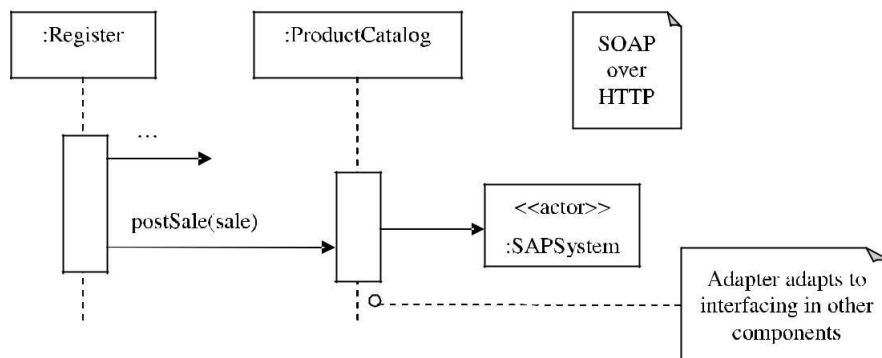 :Register
:ProductCatalog
SOAP
over
HTTP
...
postSale(sale)
<<actor>>
:SAPSystem
Adapter adapts to
interfacing in other
components